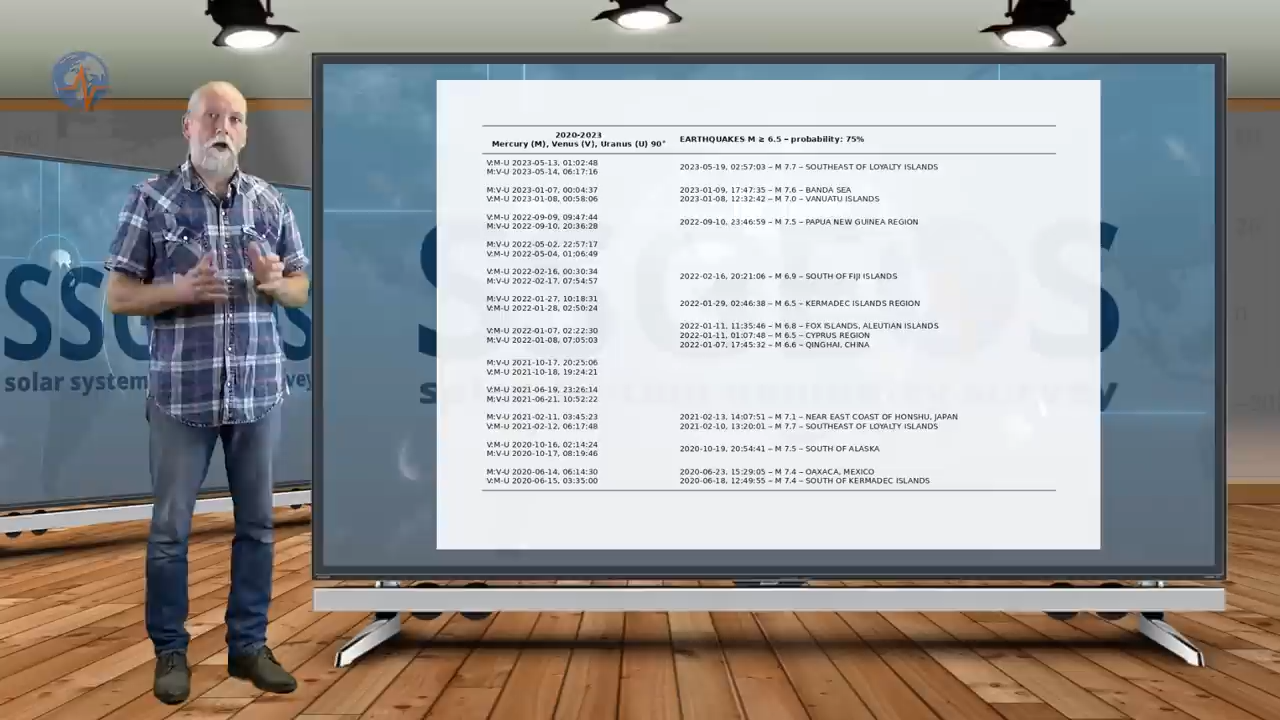 2020-2023
Mercury (M), Venus (V), Uranus (U) 90°
EARTHQUAKES M ≥ 6.5 – probability: 75%
V:M-U 2023-05-13, 01:02:48
M:V-U 2023-05-14, 06:17:16
2023-05-19, 02:57:03 – M 7.7 – SOUTHEAST OF LOYALTY ISLANDS
M:V-U 2023-01-07, 00:04:37
V:M-U 2023-01-08, 00:58:06
2023-01-09, 17:47:35 – M 7.6 – BANDA SEA
2023-01-08, 12:32:42 – M 7.0 – VANUATU ISLANDS
V:M-U 2022-09-09, 09:47:44
M:V-U 2022-09-10, 20:36:28
2022-09-10, 23:46:59 – M 7.5 – PAPUA NEW GUINEA REGION
M:V-U 2022-05-02, 22:57:17
V:M-U 2022-05-04, 01:06:49
V:M-U 2022-02-16, 00:30:34
M:V-U 2022-02-17, 07:54:57
2022-02-16, 20:21:06 – M 6.9 – SOUTH OF FIJI ISLANDS
M:V-U 2022-01-27, 10:18:31
V:M-U 2022-01-28, 02:50:24
2022-01-29, 02:46:38 – M 6.5 – KERMADEC ISLANDS REGION
V:M-U 2022-01-07, 02:22:30
M:V-U 2022-01-08, 07:05:03
2022-01-11, 11:35:46 – M 6.8 – FOX ISLANDS, ALEUTIAN ISLANDS
2022-01-11, 01:07:48 – M 6.5 – CYPRUS REGION
2022-01-07, 17:45:32 – M 6.6 – QINGHAI, CHINA
M:V-U 2021-10-17, 20:25:06
V:M-U 2021-10-18, 19:24:21
V:M-U 2021-06-19, 23:26:14
M:V-U 2021-06-21, 10:52:22
M:V-U 2021-02-11, 03:45:23
V:M-U 2021-02-12, 06:17:48
2021-02-13, 14:07:51 – M 7.1 – NEAR EAST COAST OF HONSHU, JAPAN
2021-02-10, 13:20:01 – M 7.7 – SOUTHEAST OF LOYALTY ISLANDS
V:M-U 2020-10-16, 02:14:24
M:V-U 2020-10-17, 08:19:46
2020-10-19, 20:54:41 – M 7.5 – SOUTH OF ALASKA
M:V-U 2020-06-14, 06:14:30
V:M-U 2020-06-15, 03:35:00
2020-06-23, 15:29:05 – M 7.4 – OAXACA, MEXICO
2020-06-18, 12:49:55 – M 7.4 – SOUTH OF KERMADEC ISLANDS
solar system